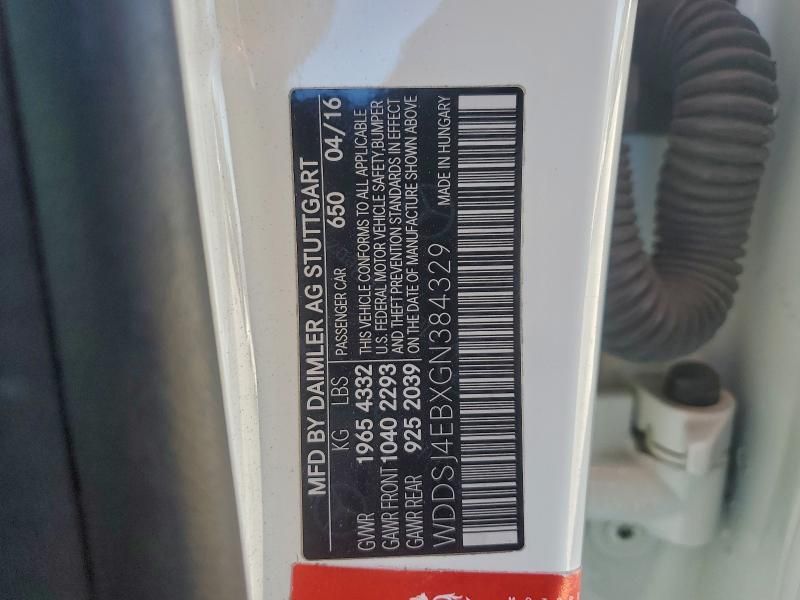 MFD BY DAIMLER AG STUTTGART
KG LBS PASSENGER CAR 650 04/16
GVWR 1965 4332 THIS VEHICLE CONFORMS TO ALL APPLICABLE
GAWR FRONT 1040 2293 U.S. FEDERAL MOTOR VEHICLE SAFETY,BUMPER
AND THEFT PREVENTION STANDARDS IN EFFECT
GAWR REAR 925 2039 ON THE DATE OF MANUFACTURE SHOWN ABOVE
WDDSJ4EBXGN384329 MADE IN HUNGARY